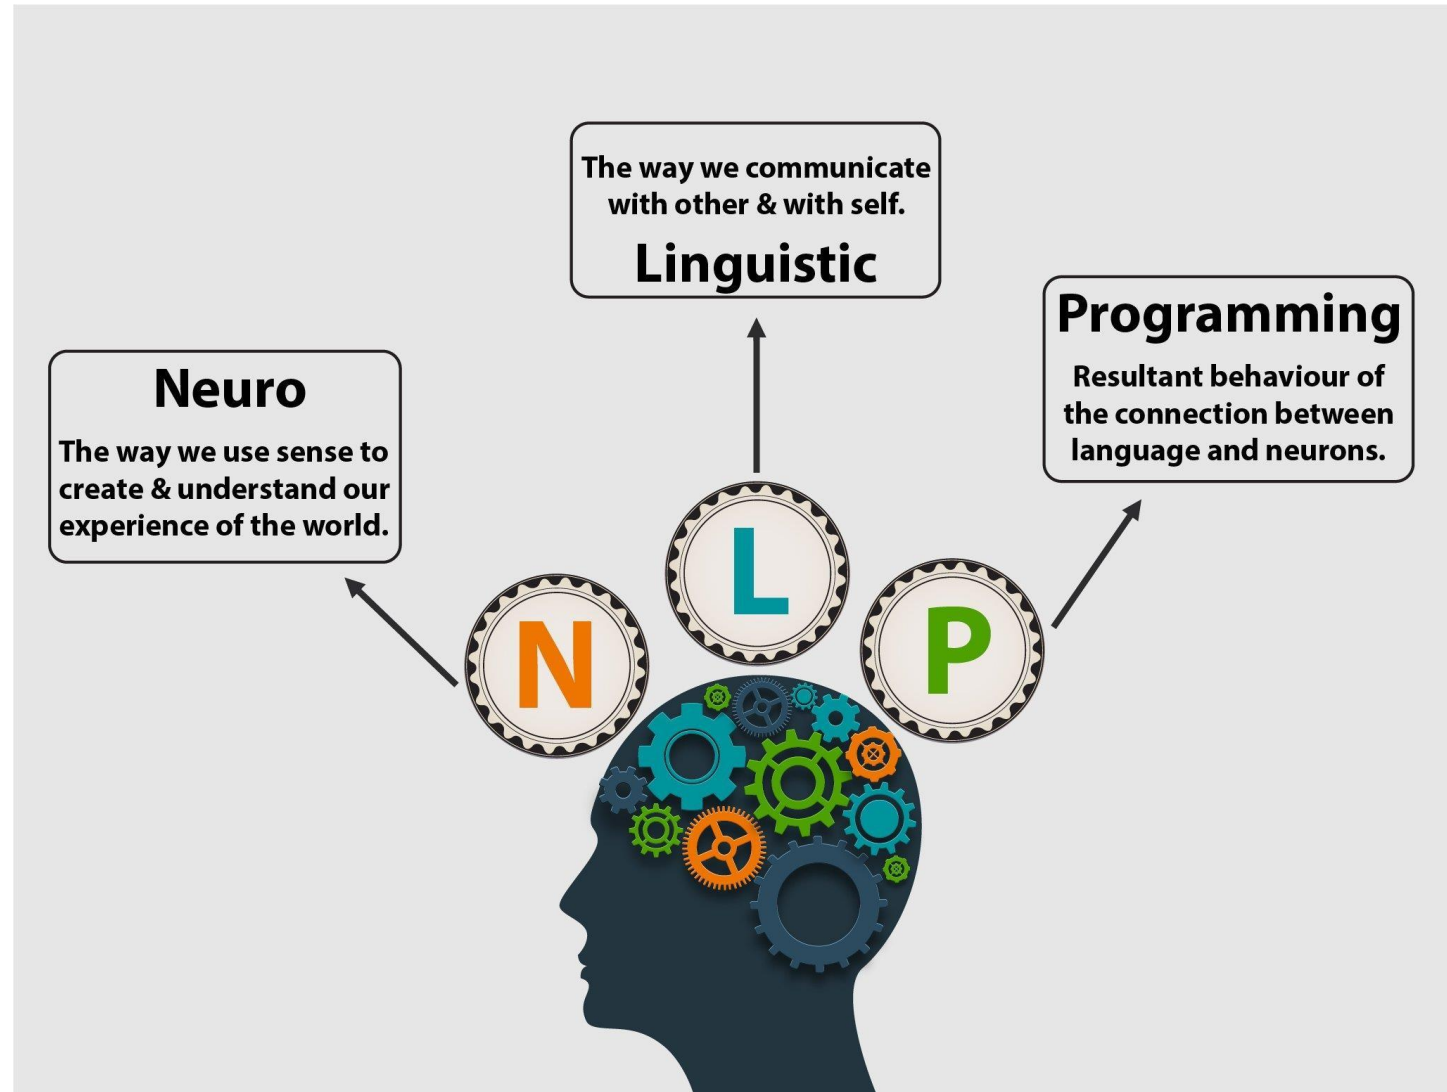 The way we communicate
with other & with self.
Linguistic
Programming
Resultant behaviour of
the connection between
language and neurons.
Neuro
The way we use sense to
create & understand our
experience of the world.
L
P
N